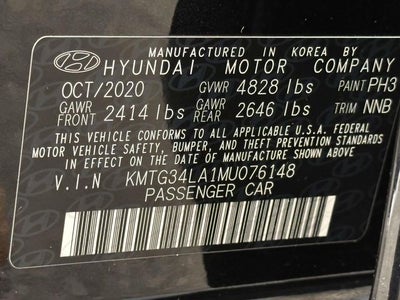 MANUFACTURED IN KOREA BY
HYUNDAI MOTOR COMPANY
OCT/2020 GVWR 4828 lbs PAINT PH3
GAWR FRONT 2414 lbs GAWR REAR 2646 lbs TRIM NNB
THIS VEHICLE CONFORMS TO ALL APPLICABLE U.S.A. FEDERAL
MOTOR VEHICLE SAFETY, BUMPER, AND THEFT PREVENTION STANDARDS
IN EFFECT ON THE DATE OF MANUFACTURE SHOWN ABOVE.
V.I.N KMTG34LA1MU076148
PASSENGER CAR